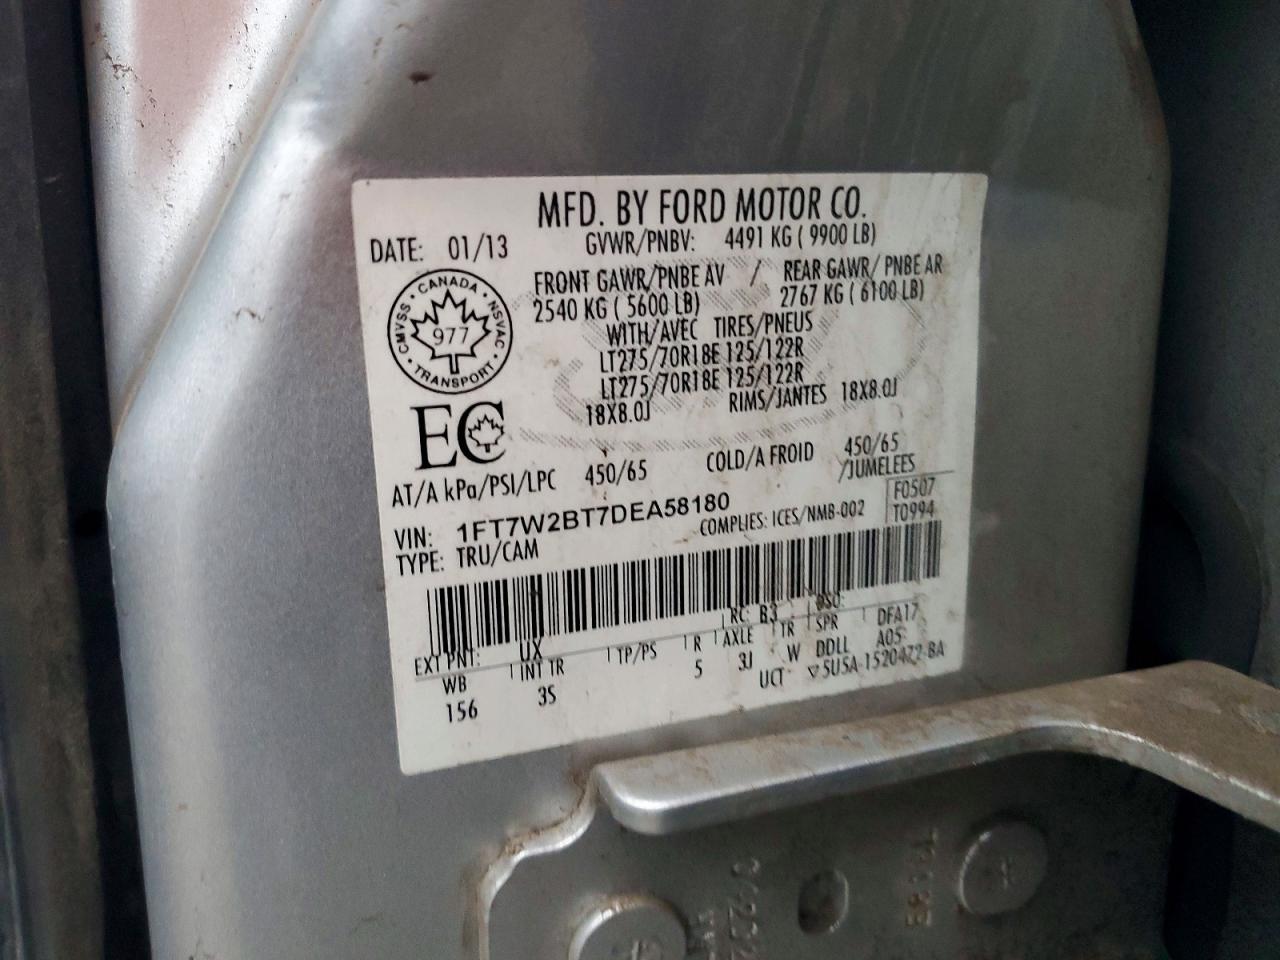 MFD. BY FORD MOTOR CO.
DATE: 01/13 GVWR/PNBV: 4491 KG ( 9900 LB)
FRONT GAWR/PNBE AV / REAR GAWR/ PNBE AR
2540 KG ( 5600 LB) 2767 KG ( 6100 LB)
CMVSS • CANADA • NSVAC • TRANSPORT •
977
WITH/AVEC TIRES/PNEUS
LT275/70R18E 125/122R
LT275/70R18E 125/122R
18X8.0J RIMS/JANTES 18X8.0J
EC
AT/A kPa/PSI/LPC 450/65 COLD/A FROID 450/65
/JUMELEES
VIN: 1FT7W2BT7DEA58180
F0507
TYPE: TRU/CAM COMPLIES: ICES/NMB-002 T0994
EXT PNT: UX RC: B3 DSO:
WB INT TR TP/PS R AXLE TR SPR DFA17
156 3S 5 3J W DDLL A05
UCT ▽5U5A-1520472-BA